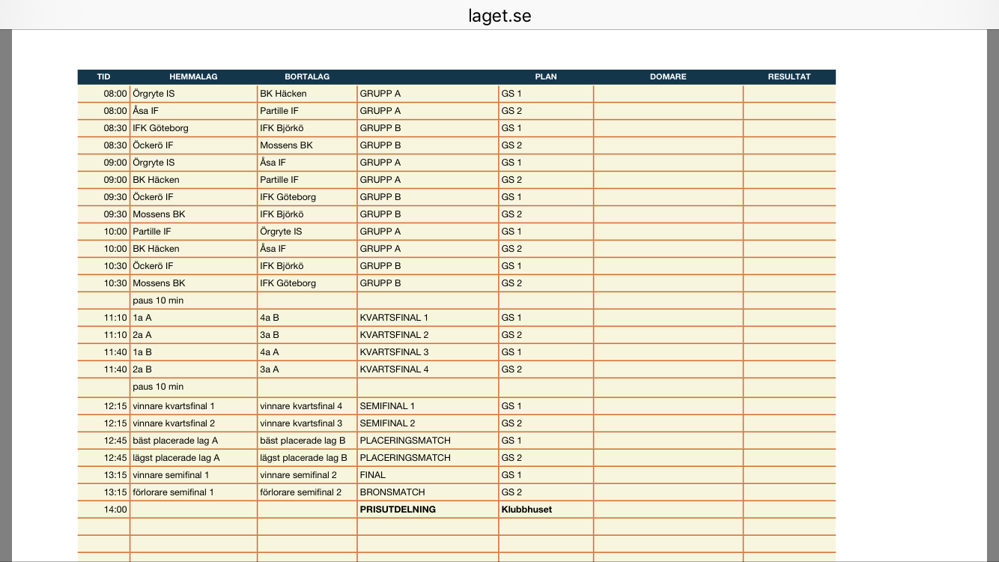 laget.se
TID HEMMALAG BORTALAG PLAN DOMARE RESULTAT
08:00 Örgryte IS BK Häcken GRUPP A GS 1
08:00 Åsa IF Partille IF GRUPP A GS 2
08:30 IFK Göteborg IFK Björkö GRUPP B GS 1
08:30 Öckerö IF Mossens BK GRUPP B GS 2
09:00 Örgryte IS Åsa IF GRUPP A GS 1
09:00 BK Häcken Partille IF GRUPP A GS 2
09:30 Öckerö IF IFK Göteborg GRUPP B GS 1
09:30 Mossens BK IFK Björkö GRUPP B GS 2
10:00 Partille IF Örgryte IS GRUPP A GS 1
10:00 BK Häcken Åsa IF GRUPP A GS 2
10:30 Öckerö IF IFK Björkö GRUPP B GS 1
10:30 Mossens BK IFK Göteborg GRUPP B GS 2
paus 10 min
11:10 1a A 4a B KVARTSFINAL 1 GS 1
11:10 2a A 3a B KVARTSFINAL 2 GS 2
11:40 1a B 4a A KVARTSFINAL 3 GS 1
11:40 2a B 3a A KVARTSFINAL 4 GS 2
paus 10 min
12:15 vinnare kvartsfinal 1 vinnare kvartsfinal 4 SEMIFINAL 1 GS 1
12:15 vinnare kvartsfinal 2 vinnare kvartsfinal 3 SEMIFINAL 2 GS 2
12:45 bäst placerade lag A bäst placerade lag B PLACERINGSMATCH GS 1
12:45 lägst placerade lag A lägst placerade lag B PLACERINGSMATCH GS 2
13:15 vinnare semifinal 1 vinnare semifinal 2 FINAL GS 1
13:15 förlorare semifinal 1 förlorare semifinal 2 BRONSMATCH GS 2
14:00 PRISUTDELNING Klubbhuset